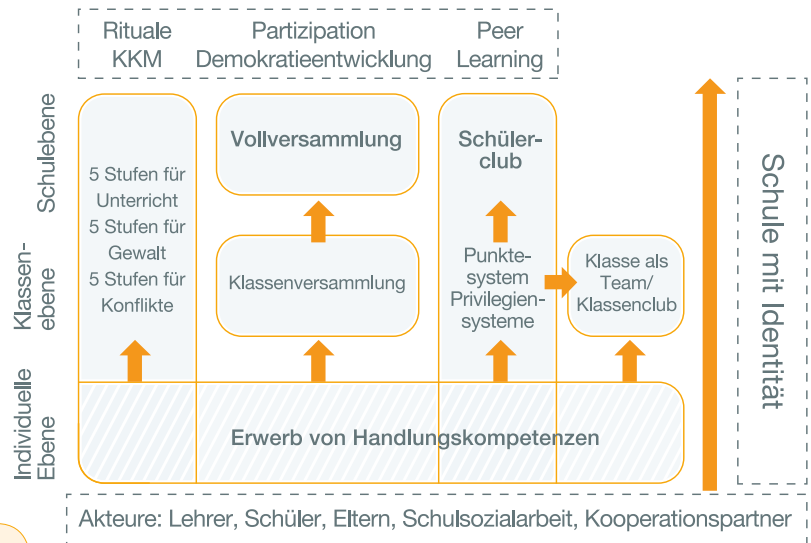 Rituale
KKM
Partizipation
Demokratieentwicklung
Peer
Learning
Schulebene
5 Stufen für
Unterricht
5 Stufen für
Gewalt
5 Stufen für
Konflikte
Vollversammlung
Schüler-
club
Klassen-
ebene
Klassenversammlung
Punkte-
system
Privilegien-
systeme
Klasse als
Team/
Klassenclub
Individuelle
Ebene
Erwerb von Handlungskompetenzen
Schule mit Identität
Akteure: Lehrer, Schüler, Eltern, Schulsozialarbeit, Kooperationspartner